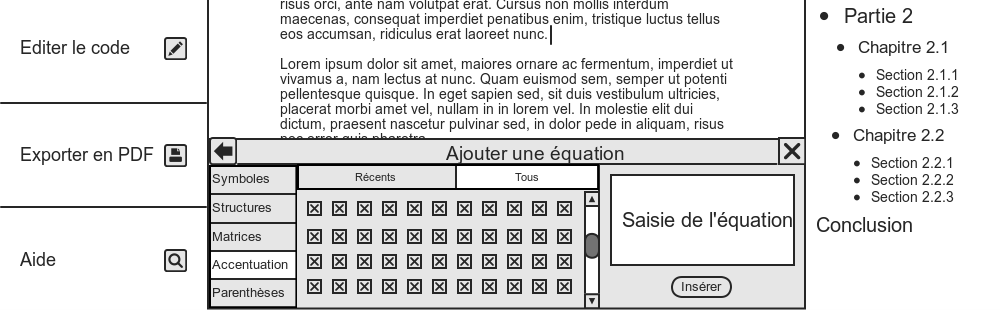 Editer le code
Exporter en PDF
Aide
risus orci, ante nam volutpat erat. Cursus non mollis interdum
maecenas, consequat imperdiet penatibus enim, tristique luctus tellus
eos accumsan, ridiculus erat laoreet nunc.
Lorem ipsum dolor sit amet, maiores ornare ac fermentum, imperdiet ut
vivamus a, nam lectus at nunc. Quam euismod sem, semper ut potenti
pellentesque quisque. In eget sapien sed, sit duis vestibulum ultricies,
placerat morbi amet vel, nullam in in lorem vel. In molestie elit dui
dictum, praesent nascetur pulvinar sed, in dolor pede in aliquam, risus
Ajouter une équation
Symboles
Structures
Matrices
Accentuation
Parenthèses
Récents
Tous
Saisie de l'équation
Insérer
Partie 2
Chapitre 2.1
Section 2.1.1
Section 2.1.2
Section 2.1.3
Chapitre 2.2
Section 2.2.1
Section 2.2.2
Section 2.2.3
Conclusion